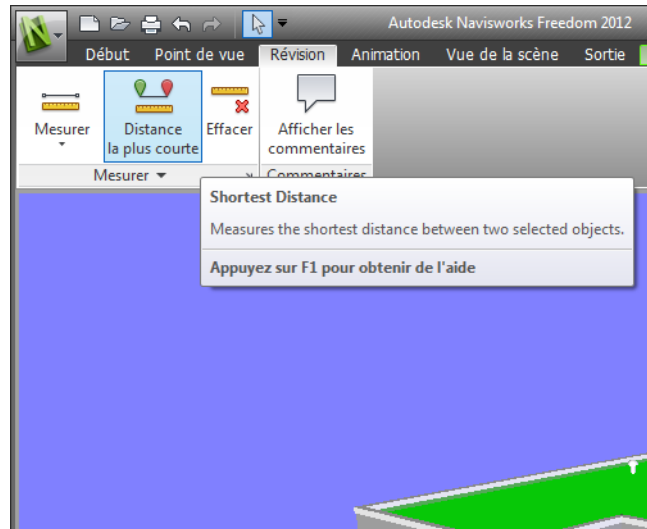 Autodesk Navisworks Freedom 2012
Début Point de vue Révision Animation Vue de la scène Sortie
Mesurer Distance la plus courte Effacer Afficher les commentaires
Mesurer Commentaires
Shortest Distance
Measures the shortest distance between two selected objects.
Appuyez sur F1 pour obtenir de l'aide